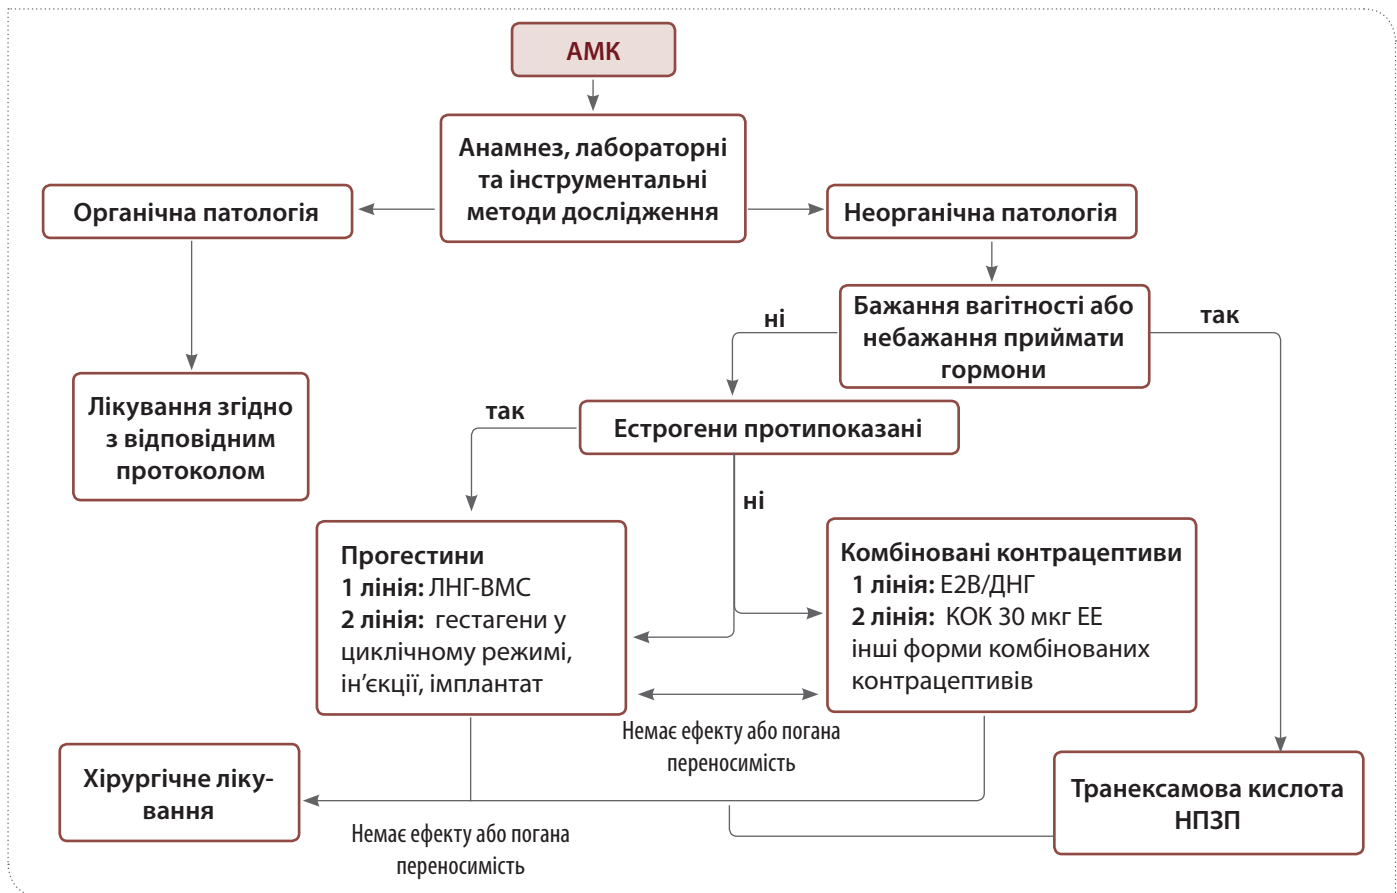 АМК
Анамнез, лабораторні
та інструментальні
методи дослідження
Органічна патологія
Неорганічна патологія
Бажання вагітності або
небажання приймати
гормони
ні
так
Лікування згідно
з відповідним
протоколом
так
Естрогени протипоказані
ні
Прогестини
1 лінія: ЛНГ-ВМС
2 лінія: гестагени у
циклічному режимі,
ін’єкції, імплантат
Комбіновані контрацептиви
1 лінія: Е2В/ДНГ
2 лінія: КОК 30 мкг ЕЕ
інші форми комбінованих
контрацептивів
Немає ефекту або погана
переносимість
Хірургічне ліку-
вання
Транексамова кислота
НПЗП
Немає ефекту або погана
переносимість